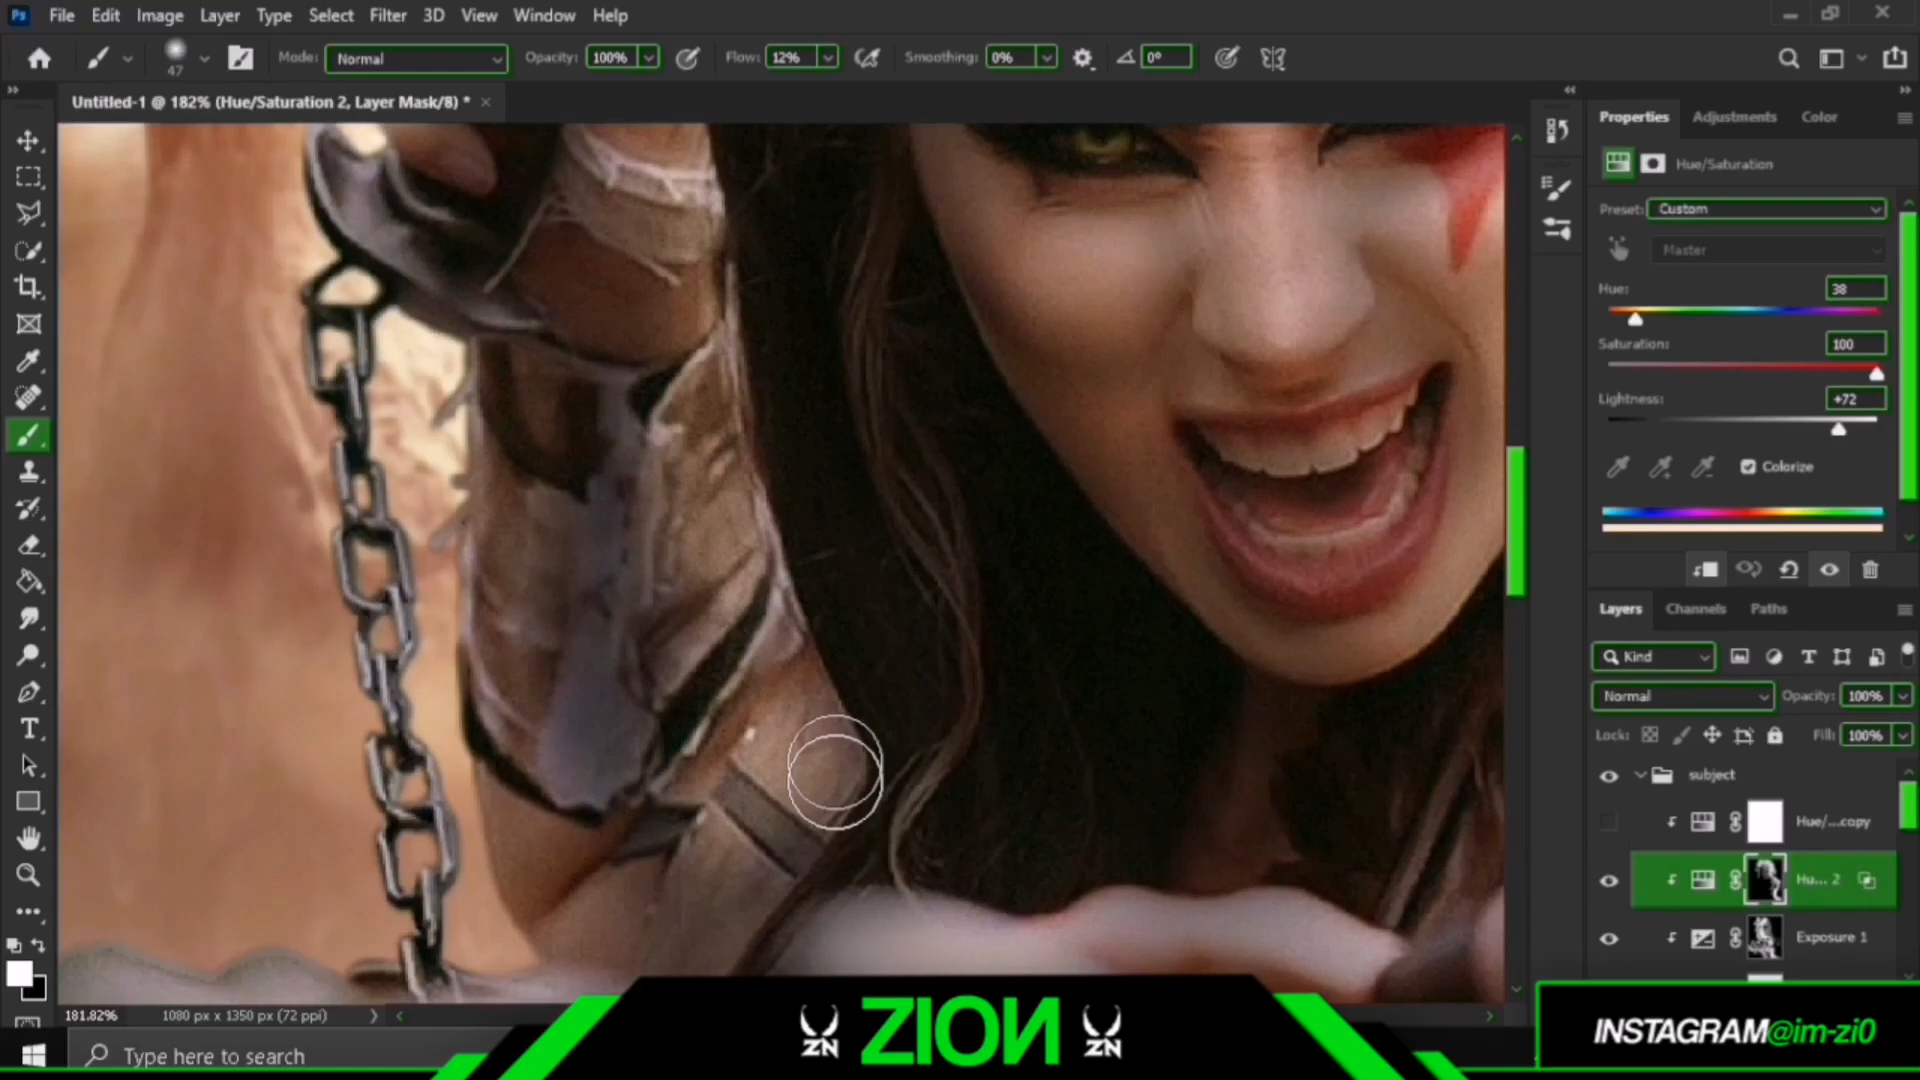 Ps File Edit Image Layer Type Select Filter 3D View Window Help
47 Mode: Normal Opacity: 100% Flow: 12% Smoothing: 0% 0°
Untitled-1 @ 182% (Hue/Saturation 2, Layer Mask/8) *
Properties Adjustments Color
Hue/Saturation
Preset: Custom
Master
Hue: 38
Saturation: 100
Lightness: +72
Colorize
Layers Channels Paths
Kind
Normal Opacity: 100%
Lock: Fill: 100%
subject
Hue/...copy
Hu... 2
Exposure 1
181.82% 1080 px x 1350 px (72 ppi)
Type here to search
ZN ZION ZN
INSTAGRAM@im-zi0